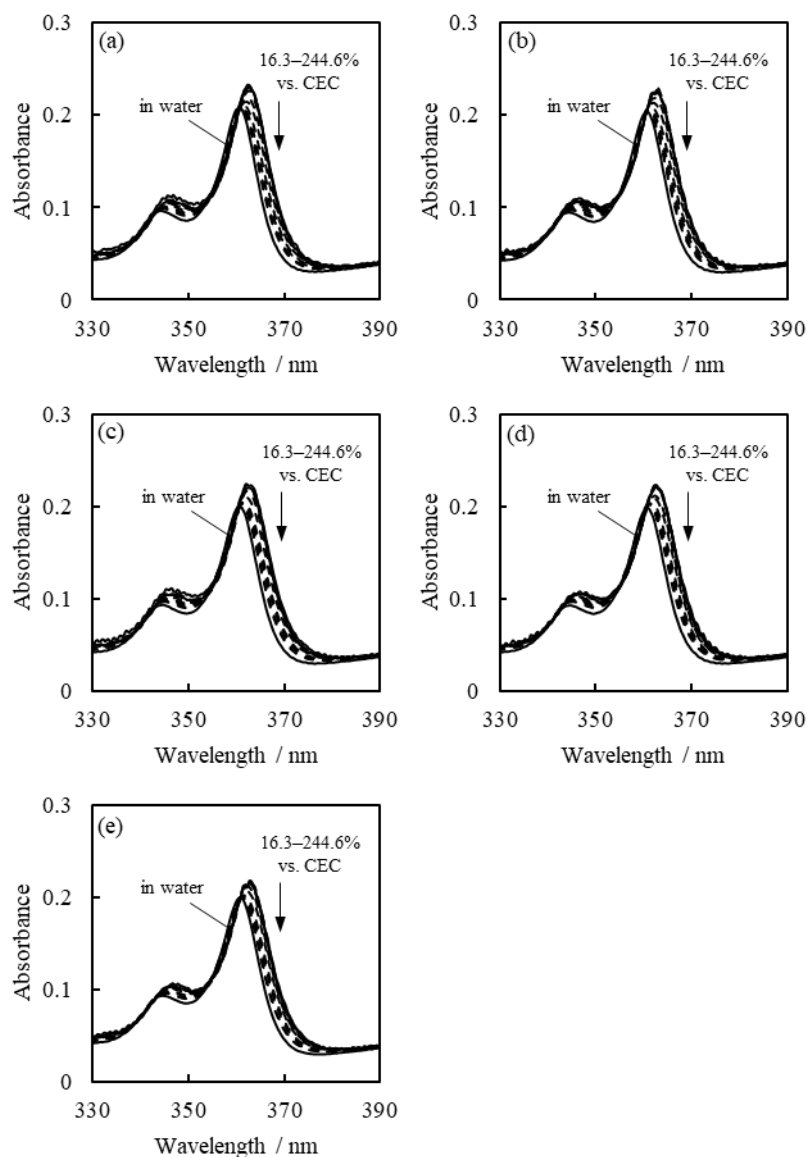 0.3
(a)
16.3–244.6%
vs. CEC
in water
0.2
Absorbance
0.1
0
330 350 370 390
Wavelength / nm
0.3
(b)
16.3–244.6%
vs. CEC
in water
0.2
Absorbance
0.1
0
330 350 370 390
Wavelength / nm
0.3
(c)
16.3–244.6%
vs. CEC
in water
0.2
Absorbance
0.1
0
330 350 370 390
Wavelength / nm
0.3
(d)
16.3–244.6%
vs. CEC
in water
0.2
Absorbance
0.1
0
330 350 370 390
Wavelength / nm
0.3
(e)
16.3–244.6%
vs. CEC
in water
0.2
Absorbance
0.1
0
330 350 370 390
Wavelength / nm